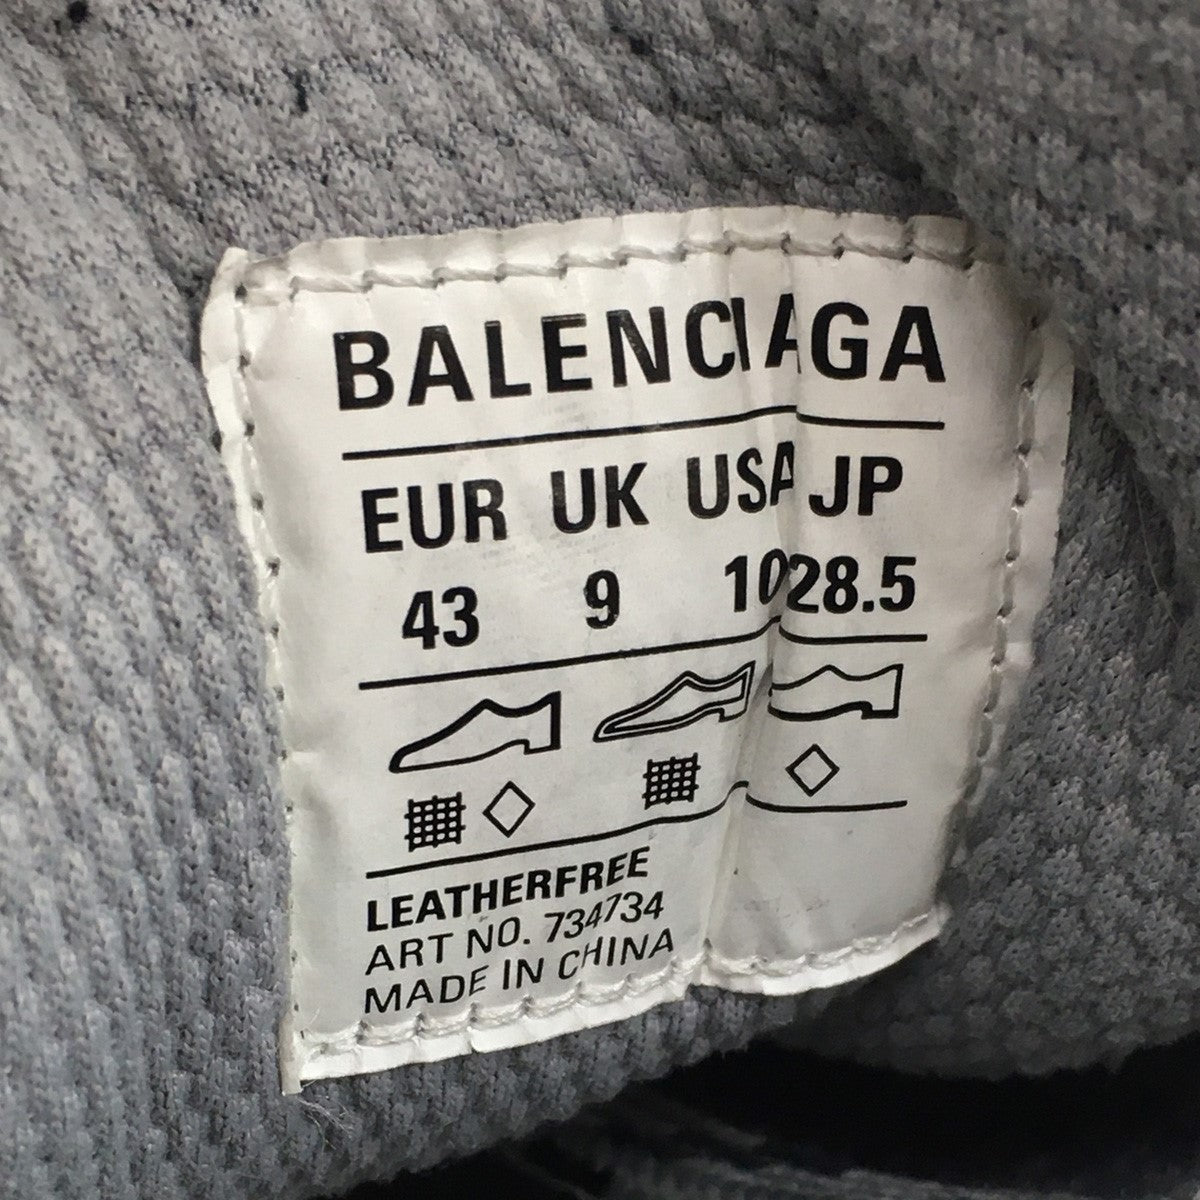 BALENCIAGA
EUR UK USA JP
43 9 10 28.5
LEATHERFREE
ART NO. 734734
MADE IN CHINA